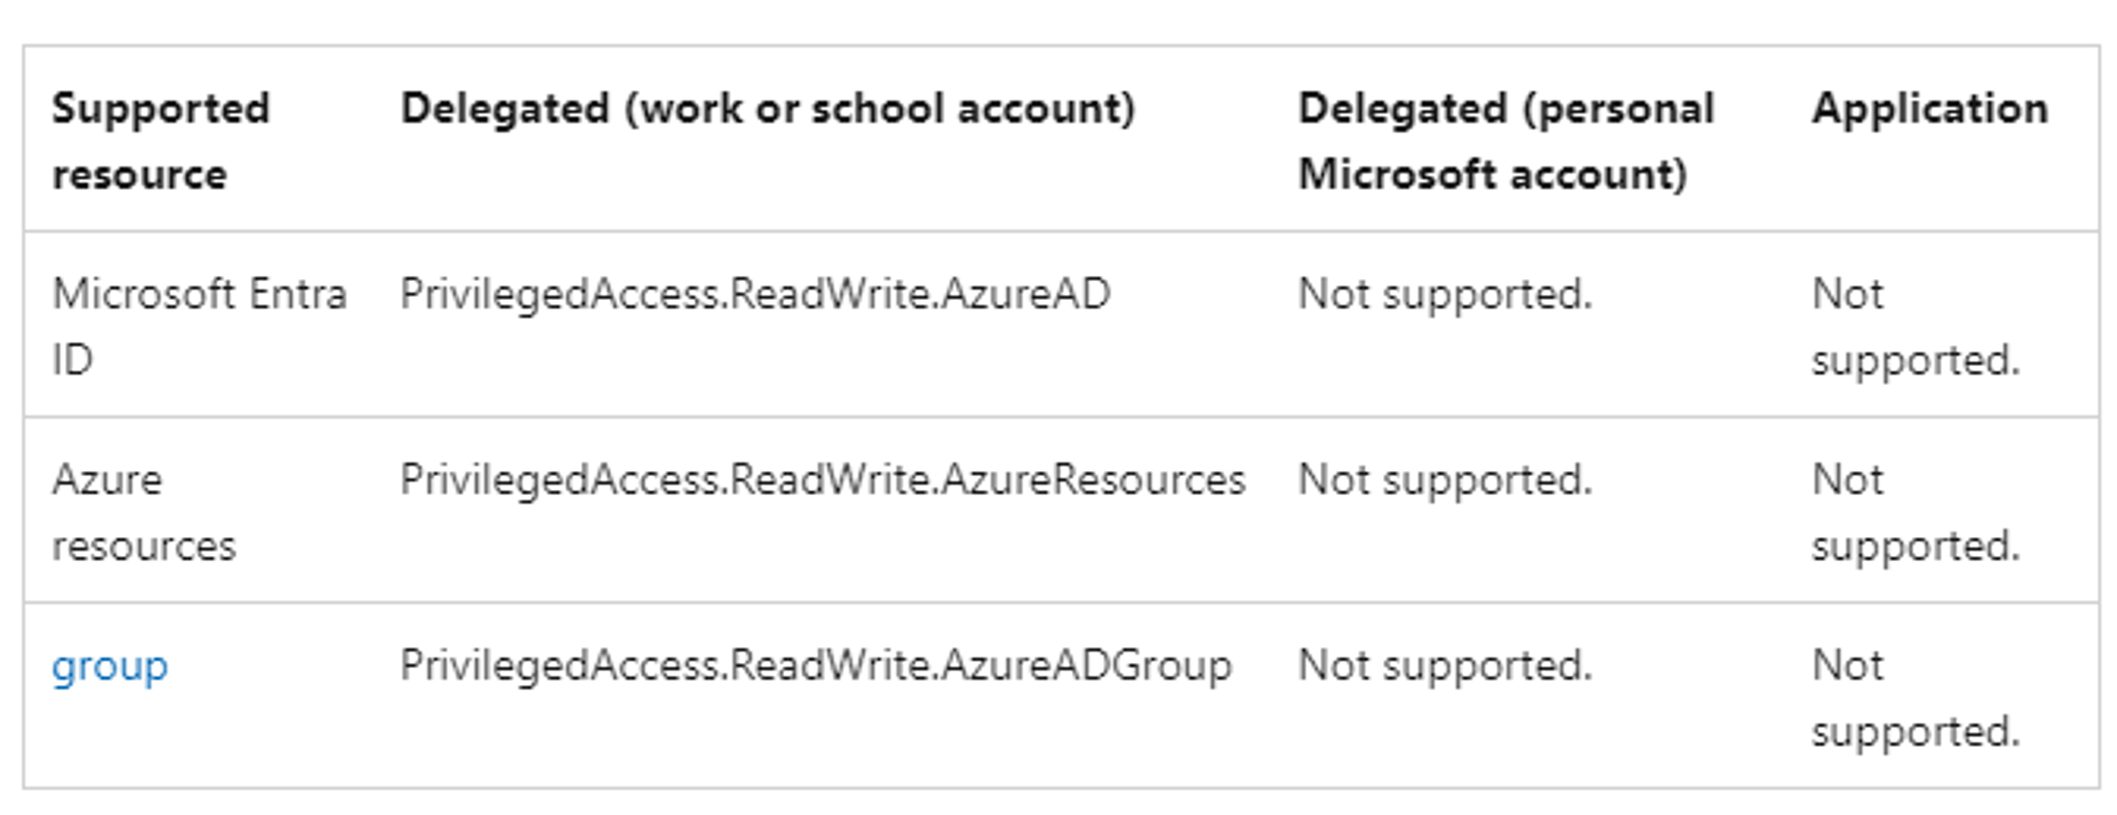 Supported resource
Delegated (work or school account)
Delegated (personal Microsoft account)
Application
Microsoft Entra ID
PrivilegedAccess.ReadWrite.AzureAD
Not supported.
Not supported.
Azure resources
PrivilegedAccess.ReadWrite.AzureResources
Not supported.
Not supported.
group
PrivilegedAccess.ReadWrite.AzureADGroup
Not supported.
Not supported.